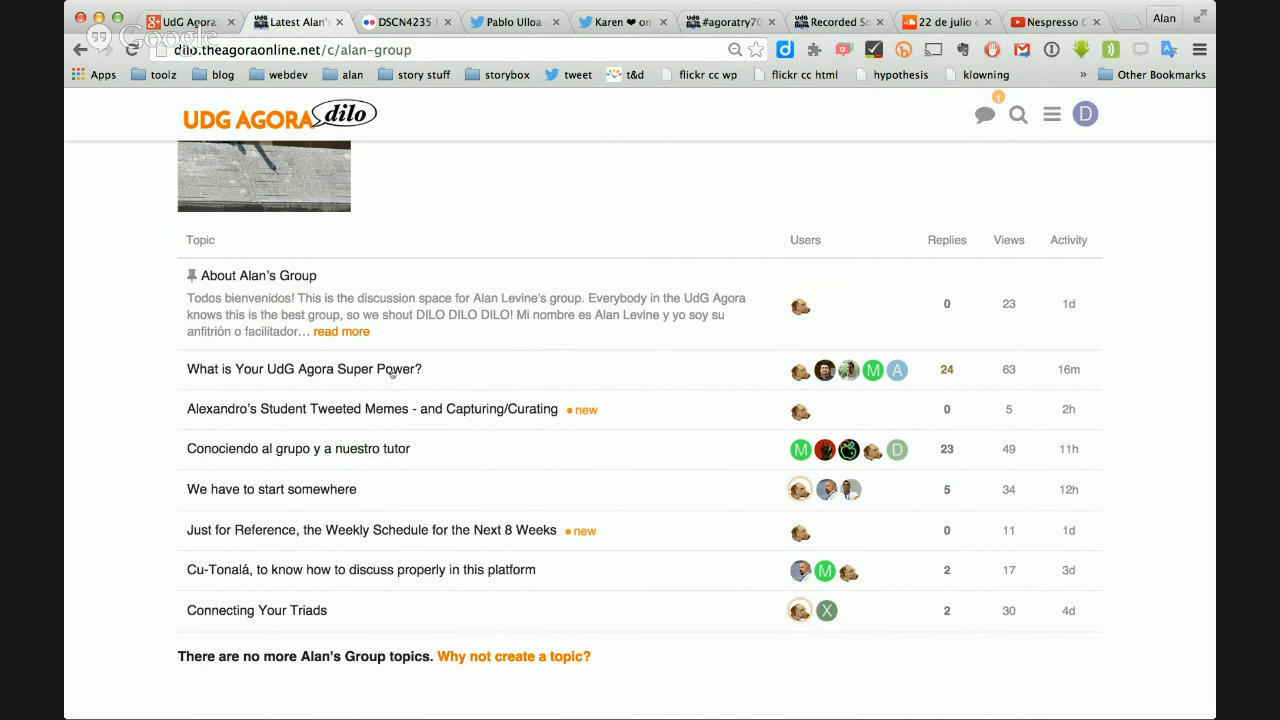 UdG Agora:
Latest Alan's
DSCN4235
Pablo Ulloa
Karen ❤ on
#agoratry70
Recorded So
22 de julio
Nespresso C
Alan
Google
dilo.theagoraonline.net/c/alan-group
Apps toolz blog webdev alan story stuff storybox tweet t&d flickr cc wp flickr cc html hypothesis klowning » Other Bookmarks
UDG AGORA dilo
1
D
Topic Users Replies Views Activity
About Alan's Group
Todos bienvenidos! This is the discussion space for Alan Levine's group. Everybody in the UdG Agora
knows this is the best group, so we shout DILO DILO DILO! Mi nombre es Alan Levine y yo soy su
anfitrión o facilitador... read more
0 23 1d
What is Your UdG Agora Super Power? M A 24 63 16m
Alexandro's Student Tweeted Memes - and Capturing/Curating • new 0 5 2h
Conociendo al grupo y a nuestro tutor M D 23 49 11h
We have to start somewhere 5 34 12h
Just for Reference, the Weekly Schedule for the Next 8 Weeks • new 0 11 1d
Cu-Tonalá, to know how to discuss properly in this platform M 2 17 3d
Connecting Your Triads X 2 30 4d
There are no more Alan's Group topics. Why not create a topic?